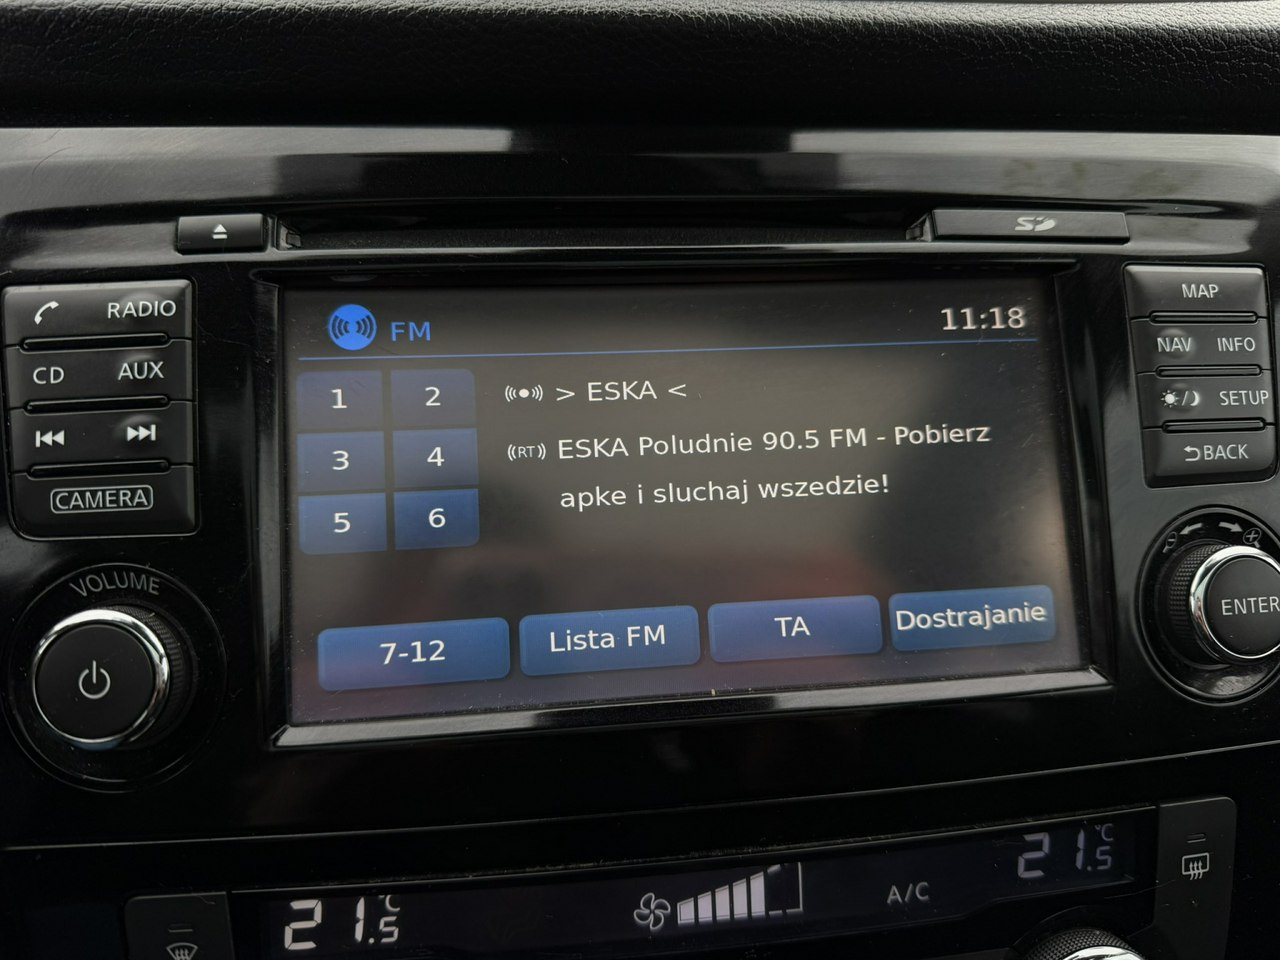 SD
RADIO
CD AUX
CAMERA
VOLUME
FM
11:18
1 2
3 4
5 6
> ESKA <
(RT) ESKA Poludnie 90.5 FM - Pobierz
apke i sluchaj wszedzie!
7-12
Lista FM
TA
Dostrajanie
MAP
NAV INFO
SETUP
BACK
ENTER
21.5 °C
A/C
21.5 °C